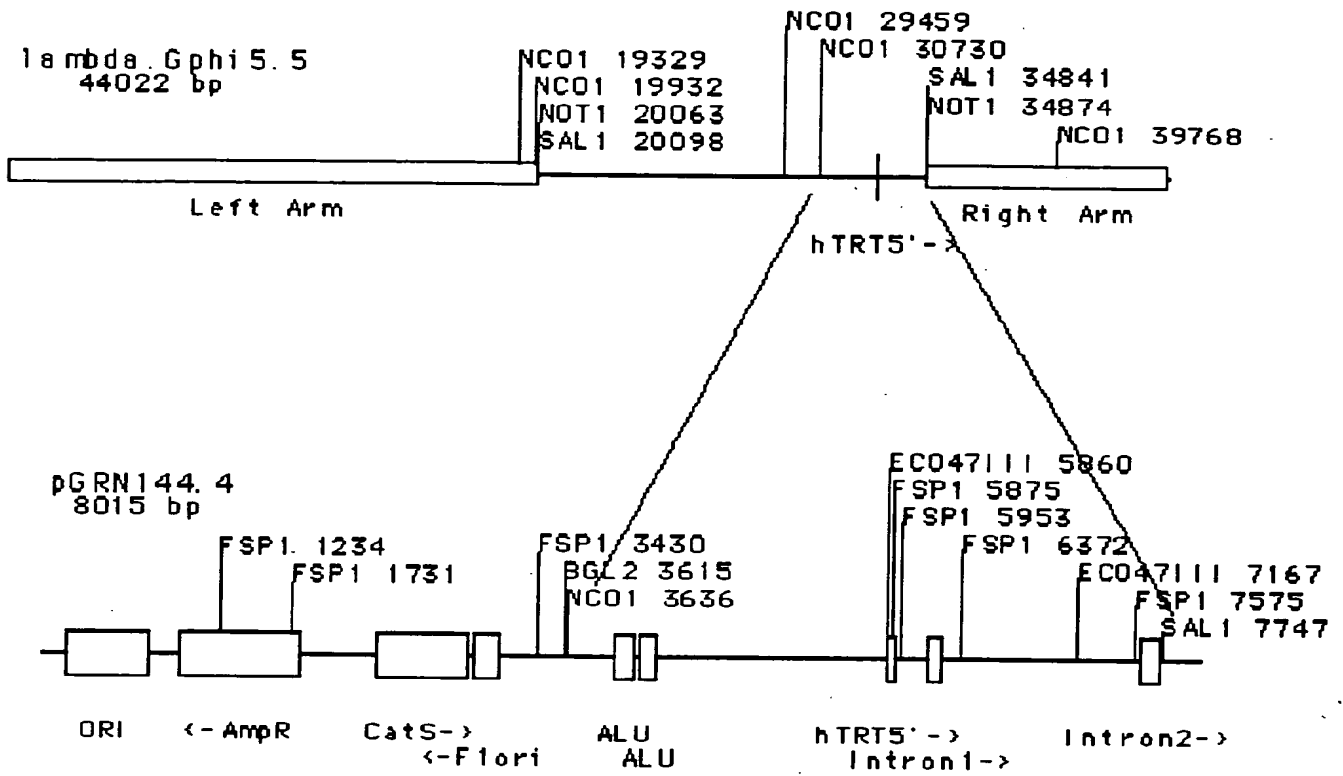 lambda.Gphi5.5
44022 bp
NCO1 19329
NCO1 19932
NOT1 20063
SAL1 20098
NCO1 29459
NCO1 30730
SAL1 34841
NOT1 34874
NCO1 39768
Left Arm
Right Arm
hTRT5'->
pGRN144.4
8015 bp
FSP1. 1234
FSP1 1731
FSP1 3430
BGL2 3615
NCO1 3636
ECO47III 5860
FSP1 5875
FSP1 5953
FSP1 6372
ECO47III 7167
FSP1 7575
SAL1 7747
ORI
<-AmpR
CatS->
<-F1ori
ALU
ALU
hTRT5'->
Intron1->
Intron2->